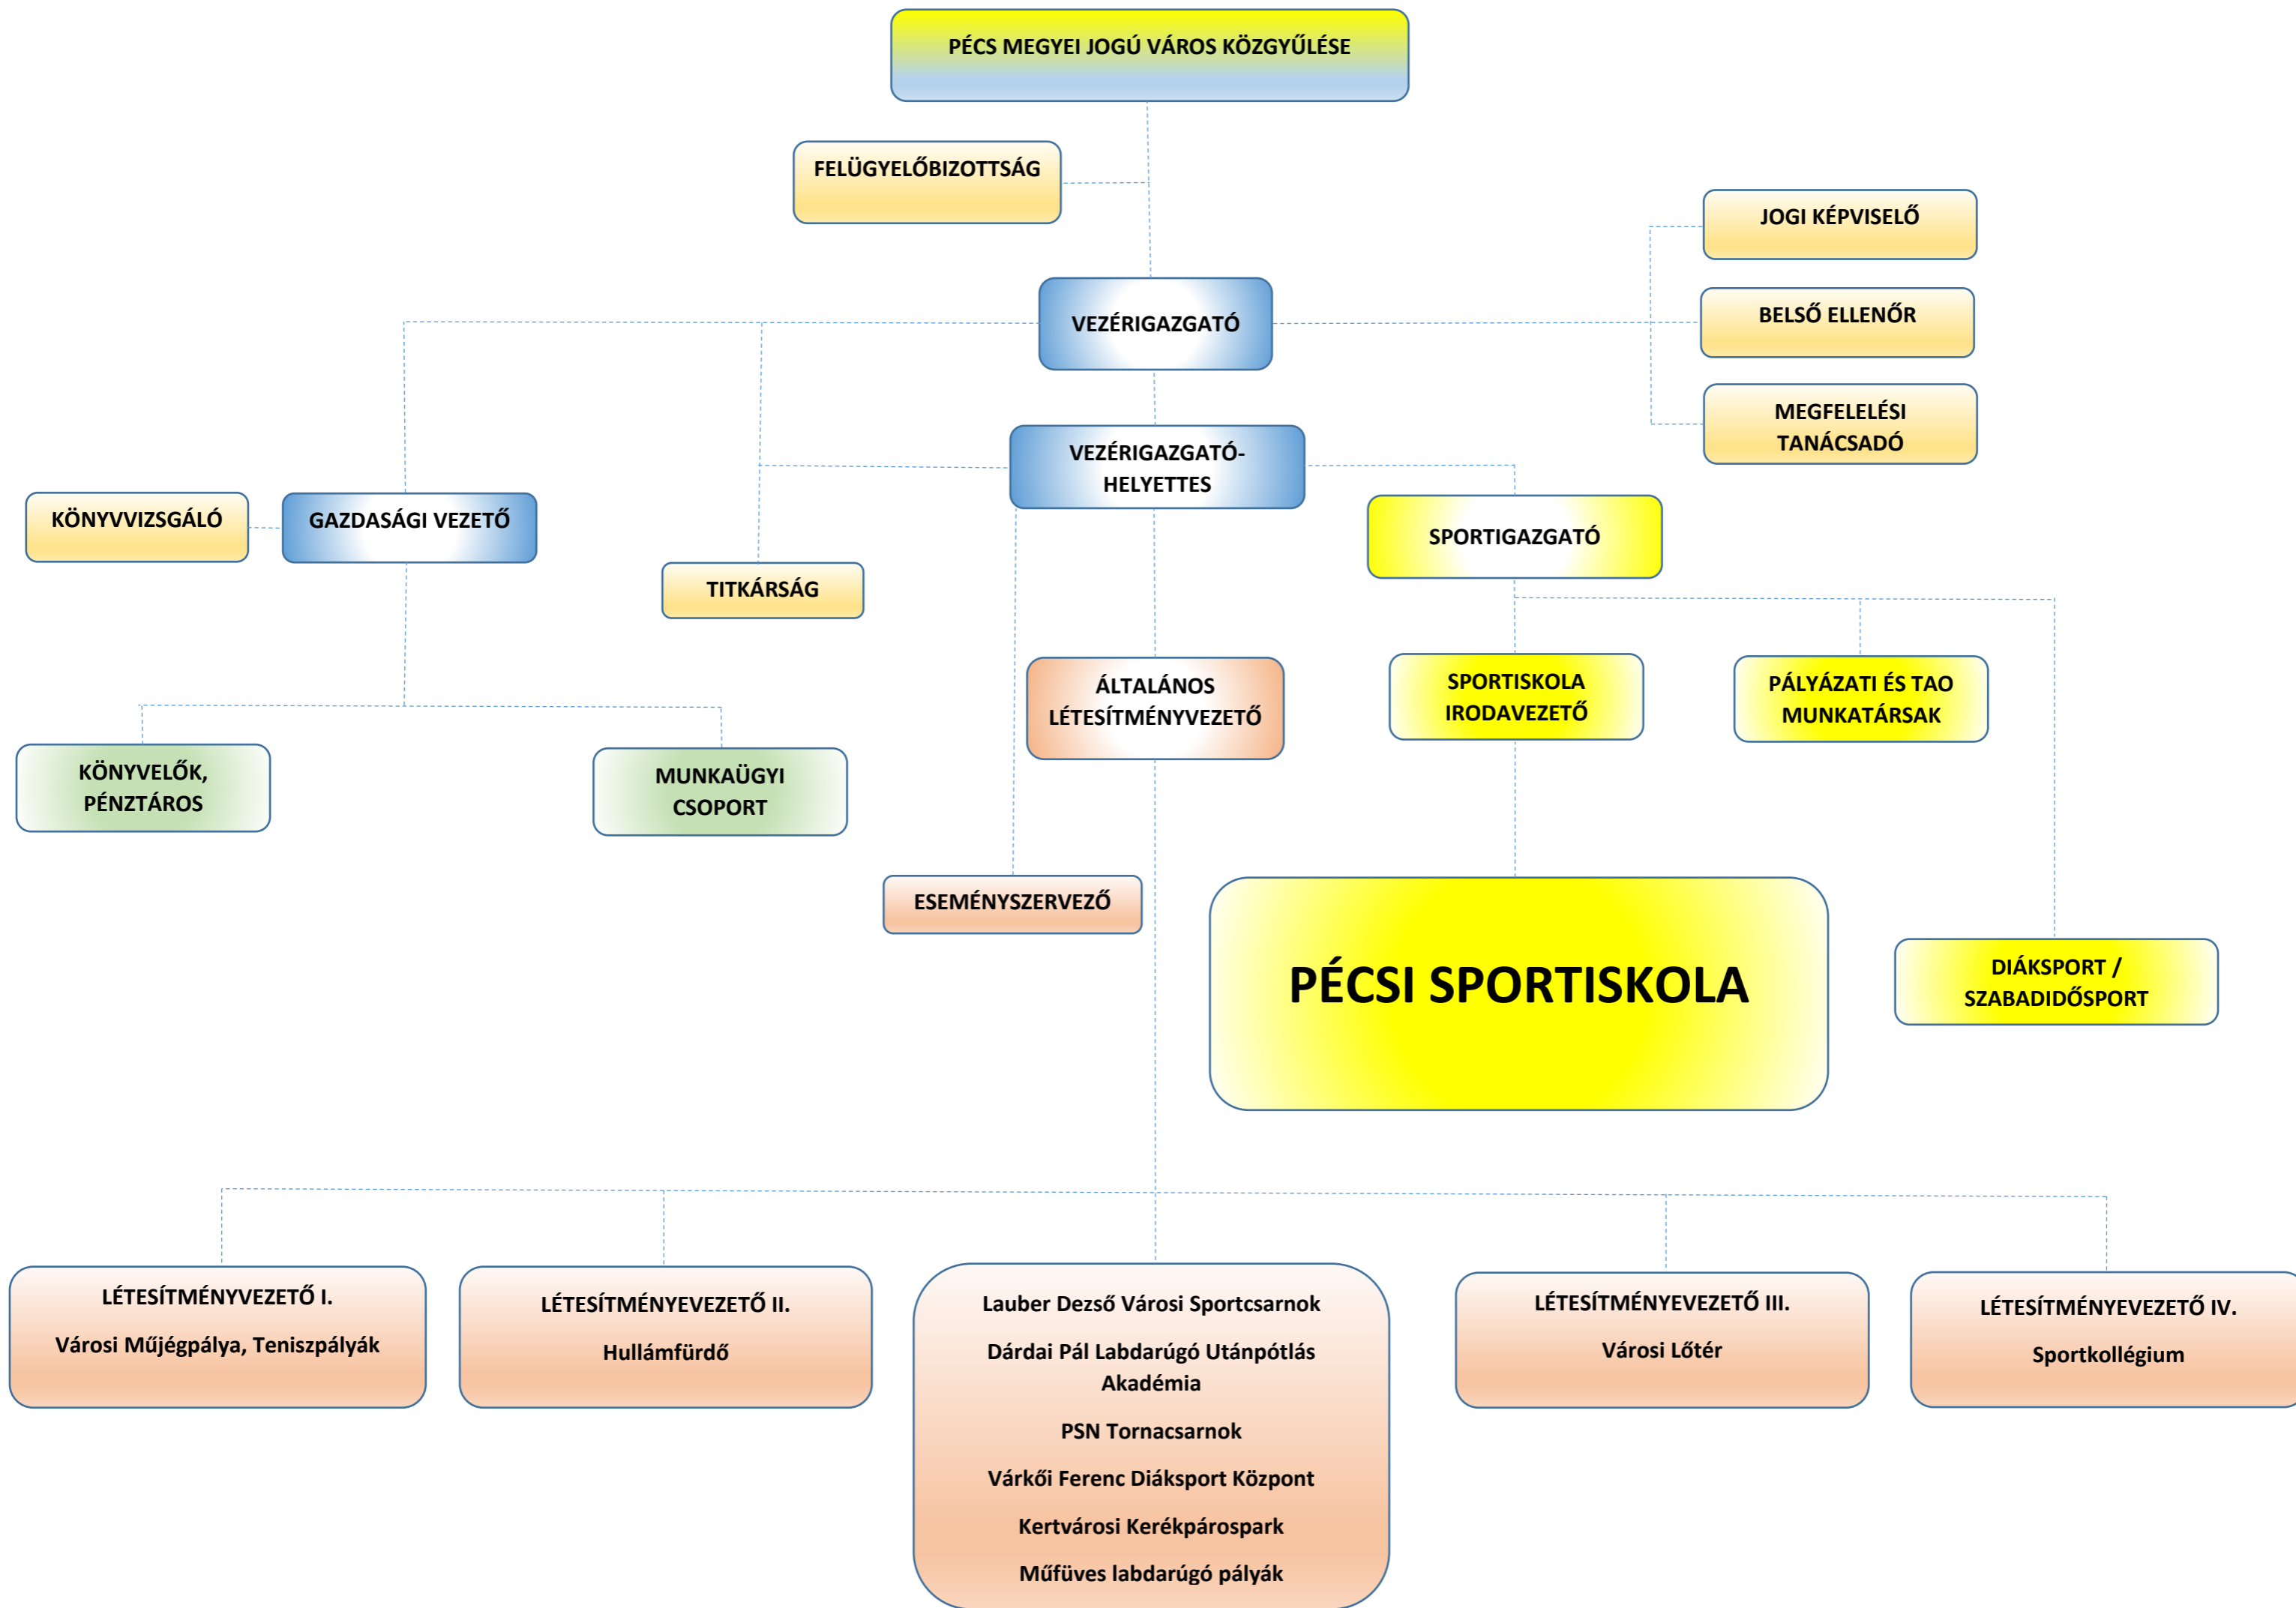 PÉCS MEGYEI JOGÚ VÁROS KÖZGYŰLÉSE
FELÜGYELŐBIZOTTSÁG
JOGI KÉPVISELŐ
VEZÉRIGAZGATÓ
BELSŐ ELLENŐR
MEGFELELÉSI
TANÁCSADÓ
VEZÉRIGAZGATÓ-
HELYETTES
KÖNYVVIZSGÁLÓ
GAZDASÁGI VEZETŐ
SPORTIGAZGATÓ
TITKÁRSÁG
ÁLTALÁNOS
LÉTESÍTMÉNYVEZETŐ
SPORTISKOLA
IRODAVEZETŐ
PÁLYÁZATI ÉS TAO
MUNKATÁRSAK
KÖNYVELŐK,
PÉNZTÁROS
MUNKAÜGYI
CSOPORT
ESEMÉNYSZERVEZŐ
PÉCSI SPORTISKOLA
DIÁKSPORT /
SZABADIDŐSPORT
LÉTESÍTMÉNYVEZETŐ I.
Városi Műjégpálya, Teniszpályák
LÉTESÍTMÉNYEVEZETŐ II.
Hullámfürdő
Lauber Dezső Városi Sportcsarnok
Dárdai Pál Labdarúgó Utánpótlás
Akadémia
PSN Tornacsarnok
Várkői Ferenc Diáksport Központ
Kertvárosi Kerékpárospark
Műfüves labdarúgó pályák
LÉTESÍTMÉNYEVEZETŐ III.
Városi Lőtér
LÉTESÍTMÉNYEVEZETŐ IV.
Sportkollégium